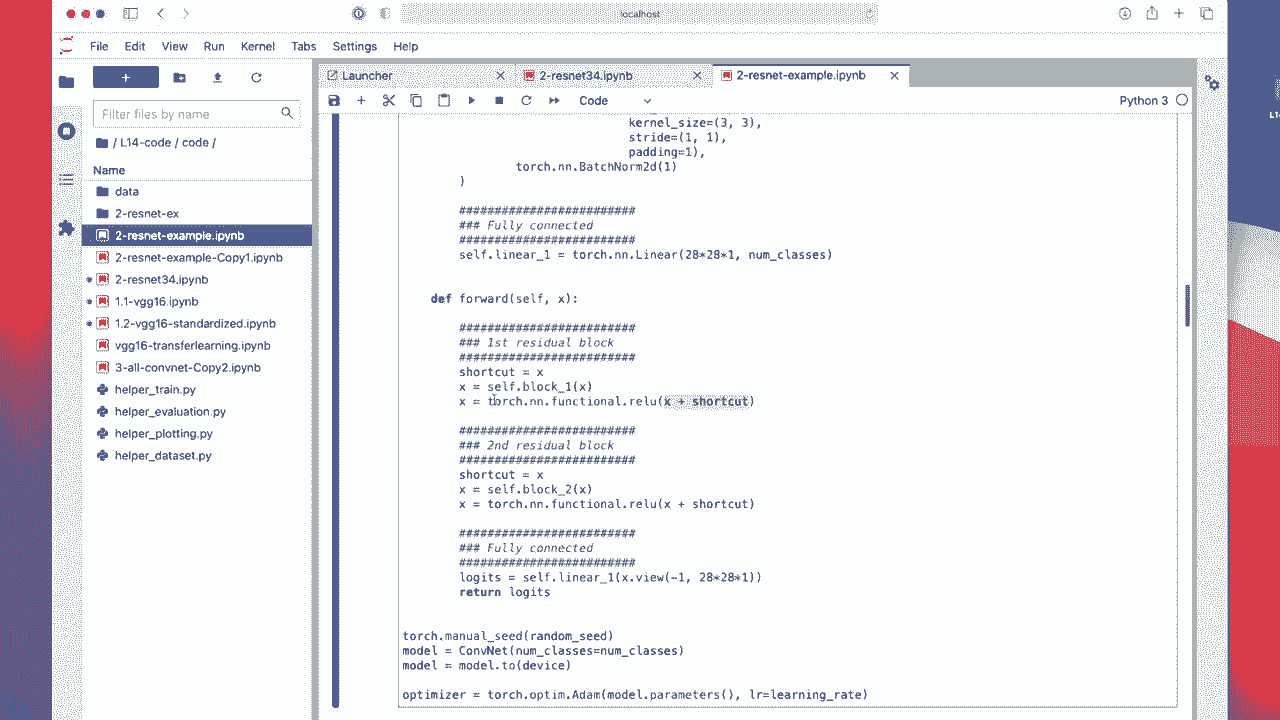 localhost
File Edit View Run Kernel Tabs Settings Help
Launcher
2-resnet34.ipynb
2-resnet-example.ipynb
Filter files by name
Code
Python 3
/ L14-code / code /
Name
data
2-resnet-ex
2-resnet-example.ipynb
2-resnet-example-Copy1.ipynb
2-resnet34.ipynb
1.1-vgg16.ipynb
1.2-vgg16-standardized.ipynb
vgg16-transferlearning.ipynb
3-all-convnet-Copy2.ipynb
helper_train.py
helper_evaluation.py
helper_plotting.py
helper_dataset.py
kernel_size=(3, 3),
stride=(1, 1),
padding=1),
torch.nn.BatchNorm2d(1)
)
#########################
### Fully connected
#########################
self.linear_1 = torch.nn.Linear(28*28*1, num_classes)
def forward(self, x):
#########################
### 1st residual block
#########################
shortcut = x
x = self.block_1(x)
x = torch.nn.functional.relu(x + shortcut)
#########################
### 2nd residual block
#########################
shortcut = x
x = self.block_2(x)
x = torch.nn.functional.relu(x + shortcut)
#########################
### Fully connected
#########################
logits = self.linear_1(x.view(-1, 28*28*1))
return logits
torch.manual_seed(random_seed)
model = ConvNet(num_classes=num_classes)
model = model.to(device)
optimizer = torch.optim.Adam(model.parameters(), lr=learning_rate)